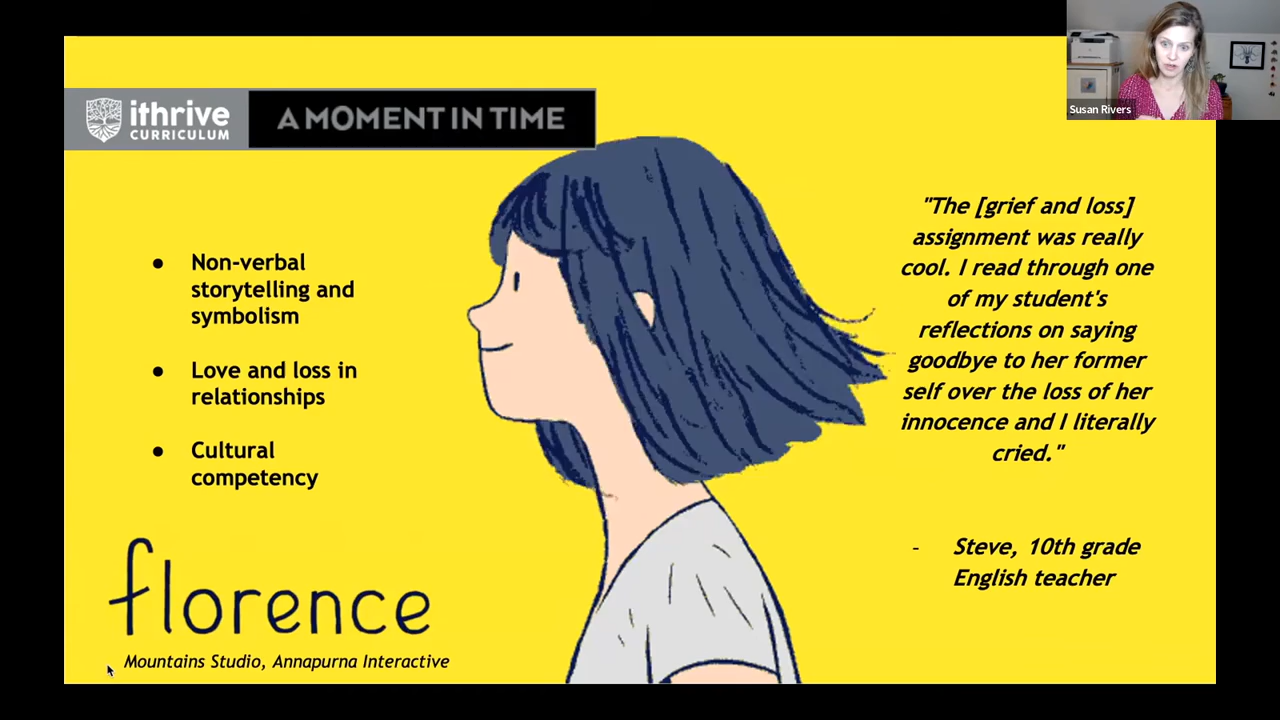 ithrive
CURRICULUM
A MOMENT IN TIME
Susan Rivers
● Non-verbal
storytelling and
symbolism
● Love and loss in
relationships
● Cultural
competency
florence
Mountains Studio, Annapurna Interactive
"The [grief and loss]
assignment was really
cool. I read through one
of my student's
reflections on saying
goodbye to her former
self over the loss of her
innocence and I literally
cried."
- Steve, 10th grade
English teacher